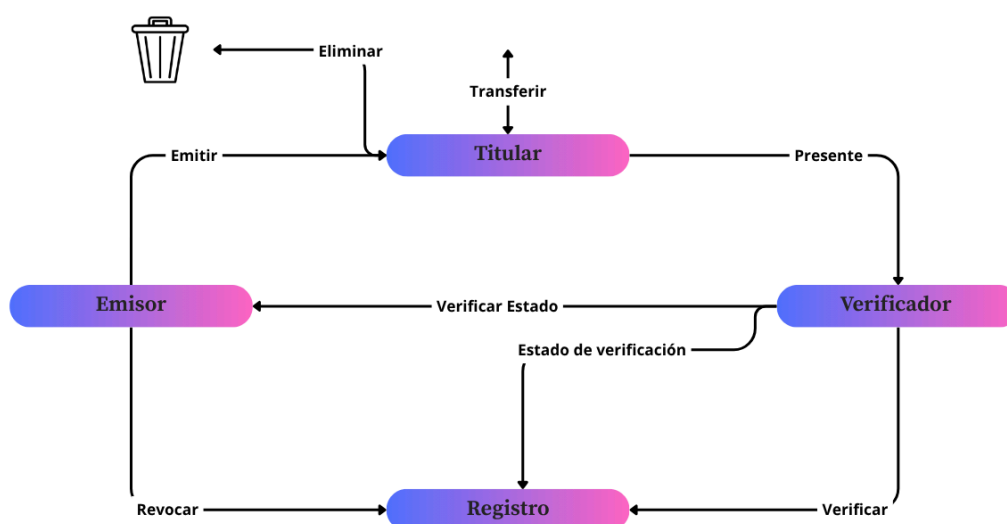 Eliminar
Transferir
Emitir
Titular
Presente
Emisor
Verificar Estado
Verificador
Estado de verificación
Revocar
Registro
Verificar